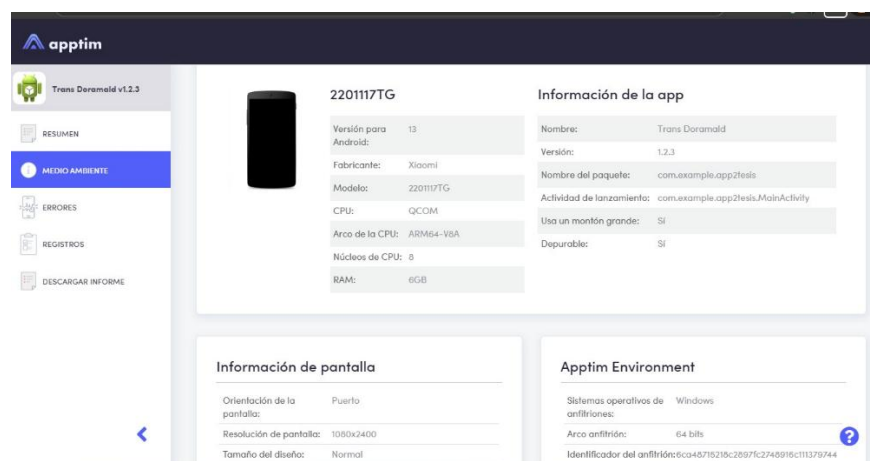 apptim
Trans Doramald v1.2.3
RESUMEN
MEDIO AMBIENTE
ERRORES
REGISTROS
DESCARGAR INFORME
2201117TG
Versión para Android: 13
Fabricante: Xiaomi
Modelo: 2201117TG
CPU: QCOM
Arco de la CPU: ARM64-V8A
Núcleos de CPU: 8
RAM: 6GB
Información de la app
Nombre: Trans Doramald
Versión: 1.2.3
Nombre del paquete: com.example.app2tesis
Actividad de lanzamiento: com.example.app2tesis.MainActivity
Usa un montón grande: Sí
Depurable: Sí
Información de pantalla
Orientación de la pantalla: Puerto
Resolución de pantalla: 1080x2400
Tamaño del diseño: Normal
Apptim Environment
Sistemas operativos de anfitriones: Windows
Arco anfitrión: 64 bits
Identificador del anfitrión: